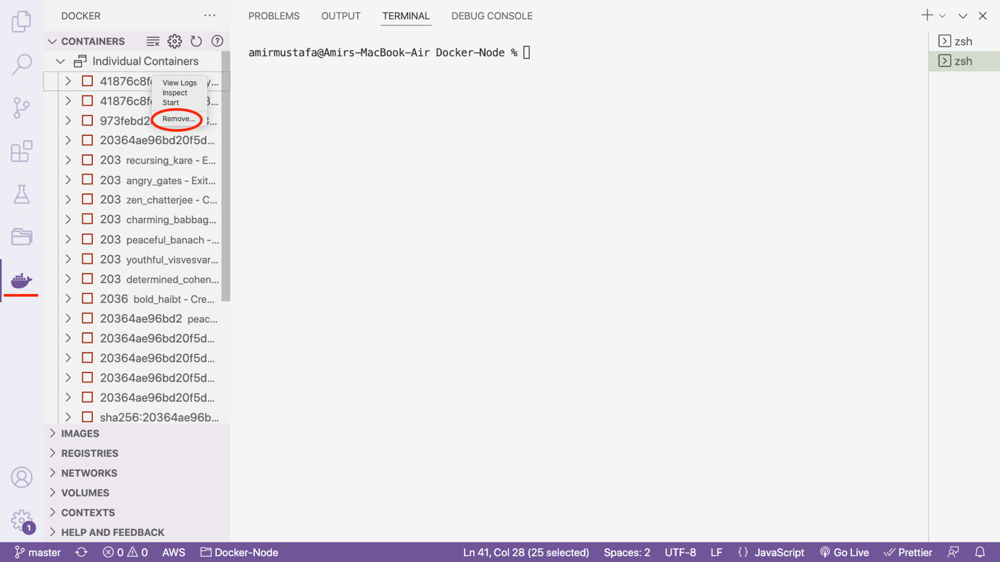 DOCKER
CONTAINERS
Individual Containers
41876c8f
y...
View Logs
Inspect
Start
Remove...
41876c8f
973febd2
20364ae96bd20f5d...
203 recursing_kare - E...
203 angry_gates - Exit...
203 zen_chatterjee - C...
203 charming_babbag...
203 peaceful_banach -...
203 youthful_visvesvar...
203 determined_cohen...
2036 bold_haibt - Cre...
20364ae96bd2 peac...
20364ae96bd20f5d...
20364ae96bd20f5d...
20364ae96bd20f5d...
20364ae96bd20f5d...
sha256:20364ae96b...
IMAGES
REGISTRIES
NETWORKS
VOLUMES
CONTEXTS
HELP AND FEEDBACK
PROBLEMS OUTPUT TERMINAL DEBUG CONSOLE
amirmustafa@Amirs-MacBook-Air Docker-Node %
zsh
zsh
1
master 0 0 AWS Docker-Node Ln 41, Col 28 (25 selected) Spaces: 2 UTF-8 LF {} JavaScript Go Live Prettier